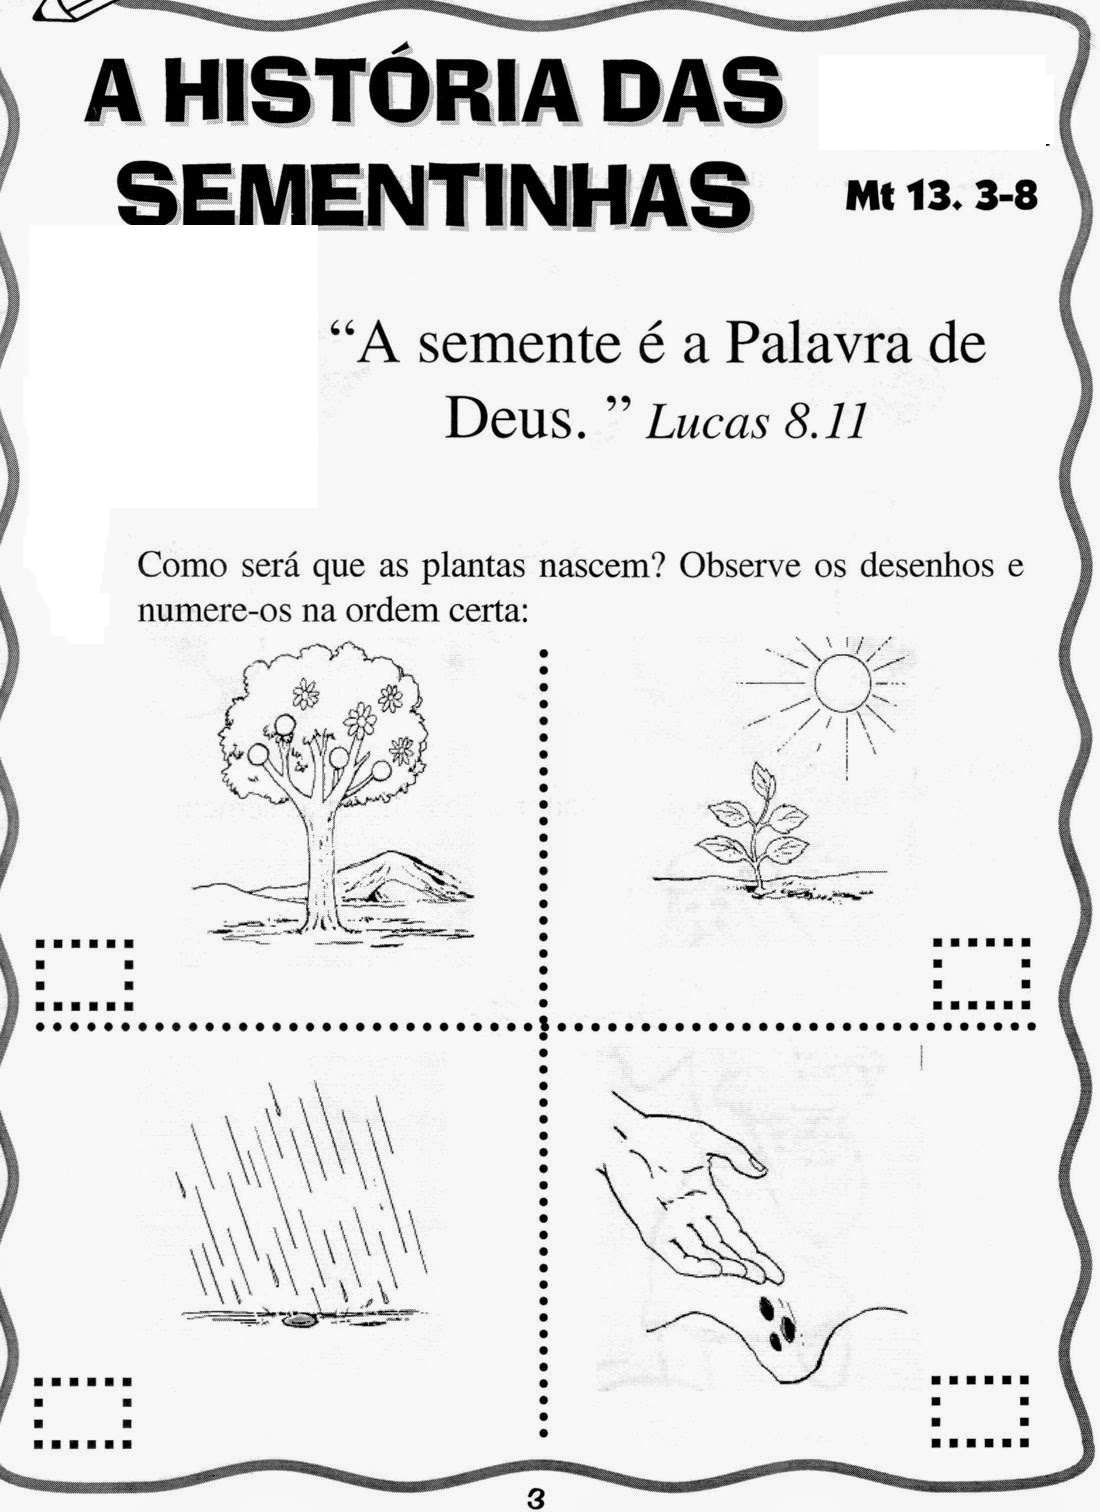 A HISTÓRIA DAS
SEMENTINHAS
Mt 13. 3-8
“A semente é a Palavra de
Deus. ” Lucas 8.11
Como será que as plantas nascem? Observe os desenhos e
numere-os na ordem certa:
3